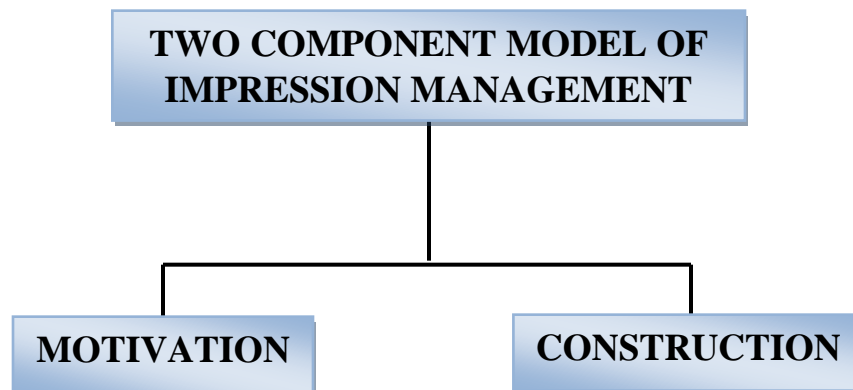 TWO COMPONENT MODEL OF
IMPRESSION MANAGEMENT
MOTIVATION
CONSTRUCTION